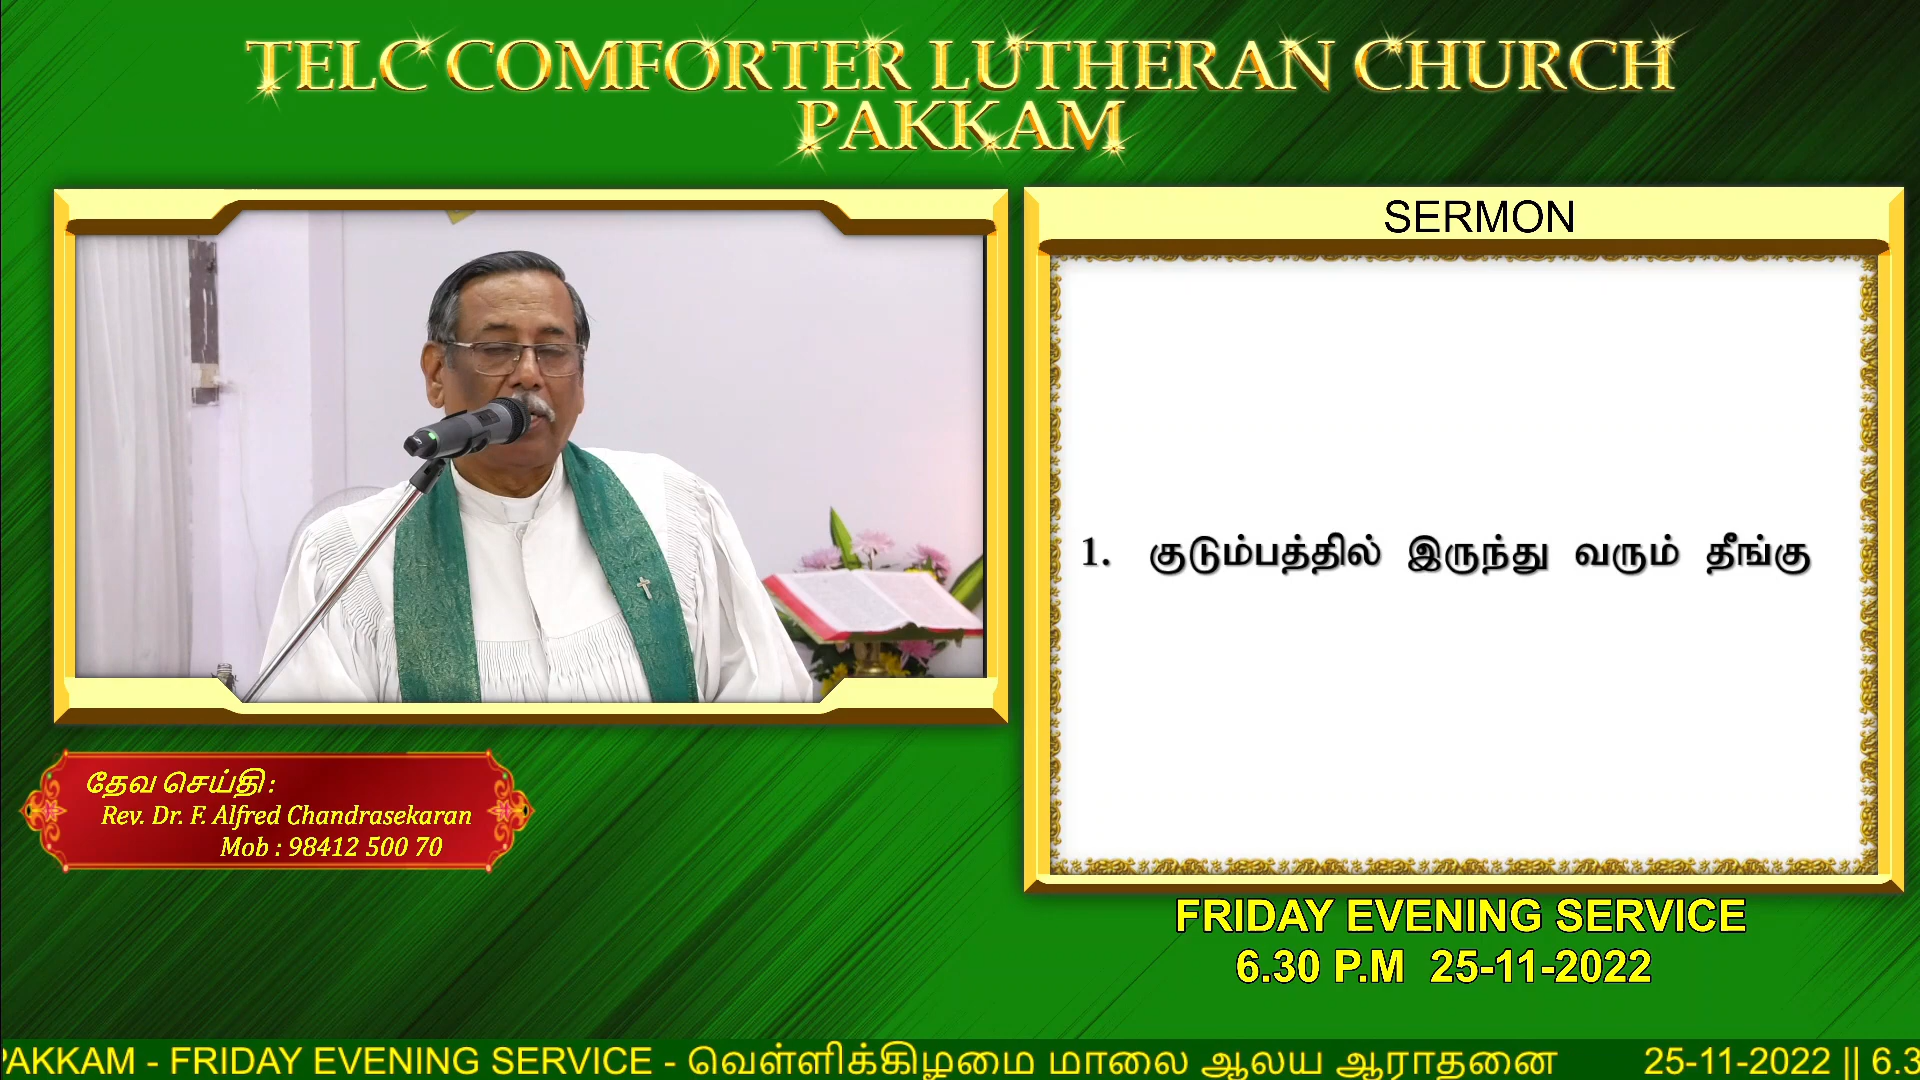 TELC COMFORTER LUTHERAN CHURCH
PAKKAM
SERMON
1. குடும்பத்தில் இருந்து வரும் தீங்கு
தேவ செய்தி :
Rev. Dr. F. Alfred Chandrasekaran
Mob : 98412 500 70
FRIDAY EVENING SERVICE
6.30 P.M 25-11-2022
PAKKAM - FRIDAY EVENING SERVICE - வெள்ளிக்கிழமை மாலை ஆலய ஆராதனை 25-11-2022 || 6.3